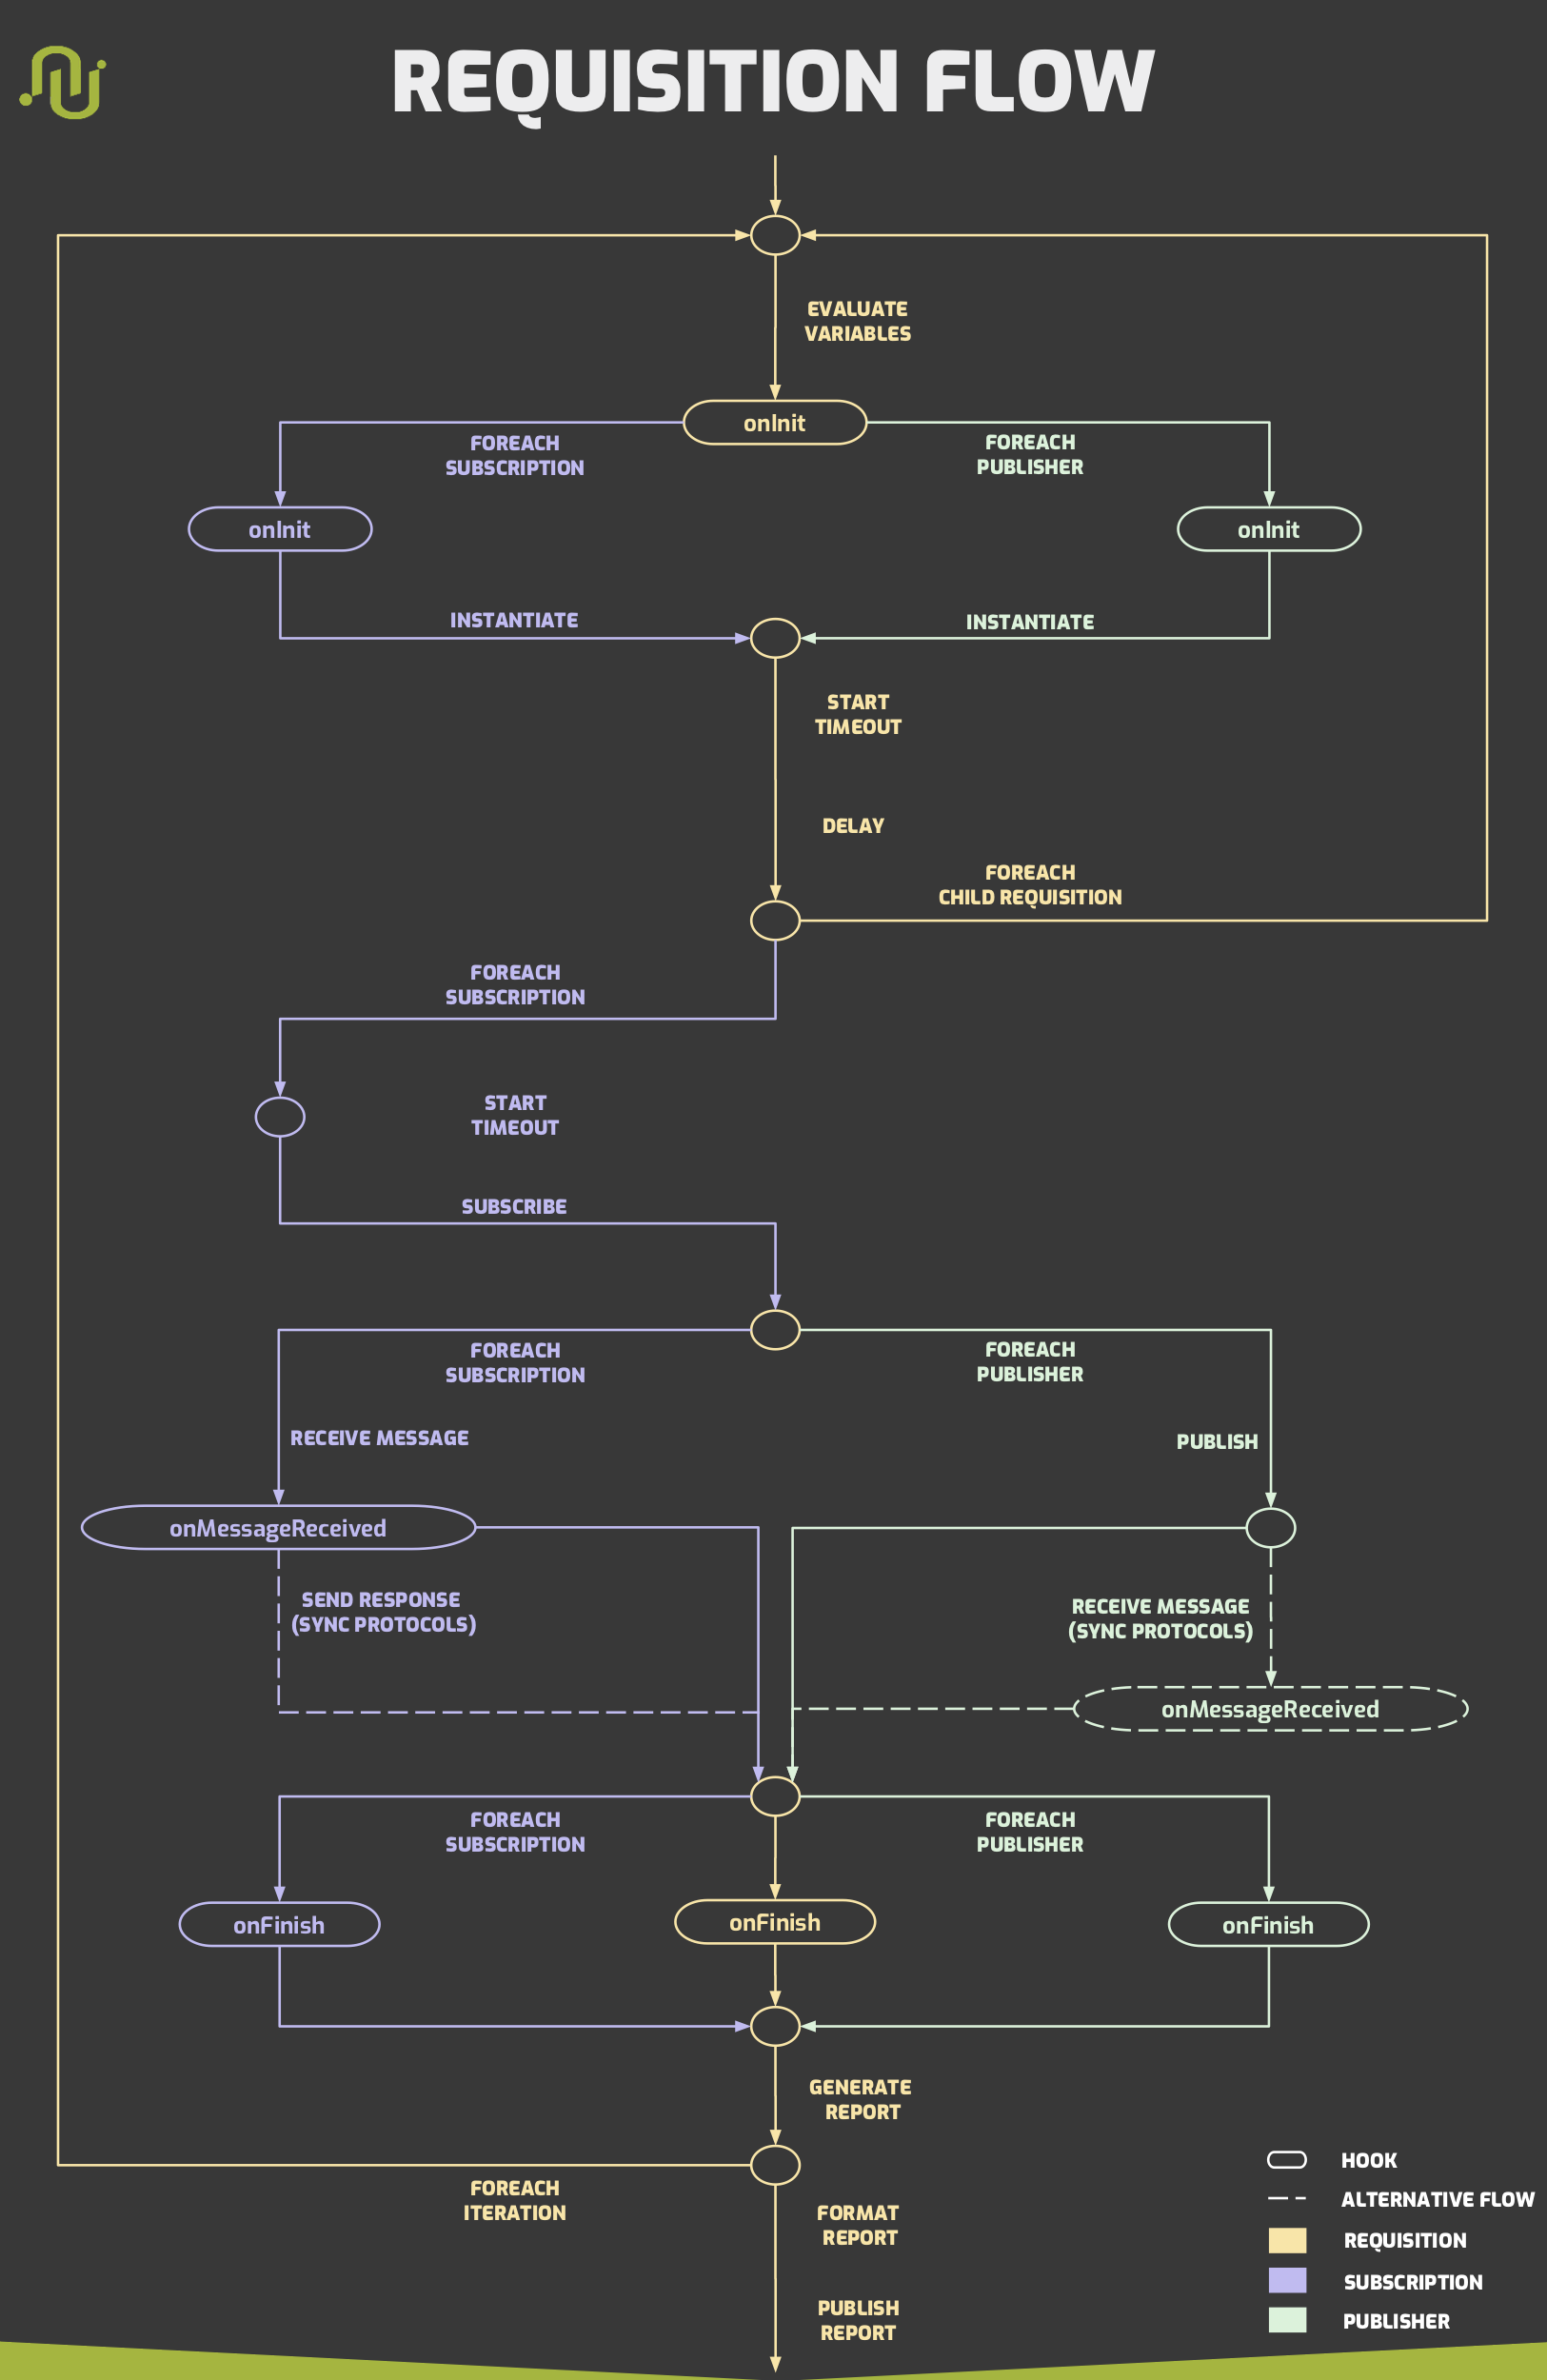 REQUISITION FLOW
EVALUATE
VARIABLES
onInit
FOREACH
SUBSCRIPTION
FOREACH
PUBLISHER
onInit
onInit
INSTANTIATE
INSTANTIATE
START
TIMEOUT
DELAY
FOREACH
CHILD REQUISITION
FOREACH
SUBSCRIPTION
START
TIMEOUT
SUBSCRIBE
FOREACH
SUBSCRIPTION
FOREACH
PUBLISHER
RECEIVE MESSAGE
PUBLISH
onMessageReceived
SEND RESPONSE
(SYNC PROTOCOLS)
RECEIVE MESSAGE
(SYNC PROTOCOLS)
onMessageReceived
FOREACH
SUBSCRIPTION
FOREACH
PUBLISHER
onFinish
onFinish
onFinish
GENERATE
REPORT
FOREACH
ITERATION
FORMAT
REPORT
PUBLISH
REPORT
HOOK
ALTERNATIVE FLOW
REQUISITION
SUBSCRIPTION
PUBLISHER